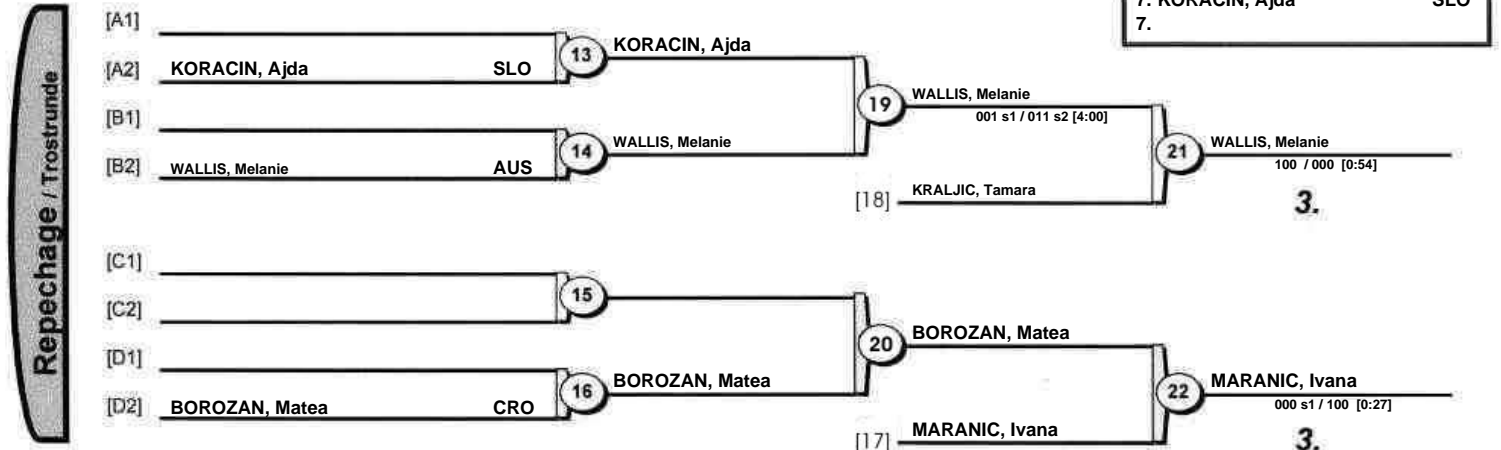 7. KORACIN, Ajda SLO
7.
Repechage / Trostrunde
[A1]
[A2] KORACIN, Ajda SLO
13
KORACIN, Ajda
[B1]
[B2] WALLIS, Melanie AUS
14
WALLIS, Melanie
19
WALLIS, Melanie
001 s1 / 011 s2 [4:00]
[18] KRALJIC, Tamara
21
WALLIS, Melanie
100 / 000 [0:54]
3.
[C1]
[C2]
15
[D1]
[D2] BOROZAN, Matea CRO
16
BOROZAN, Matea
20
BOROZAN, Matea
[17] MARANIC, Ivana
22
MARANIC, Ivana
000 s1 / 100 [0:27]
3.